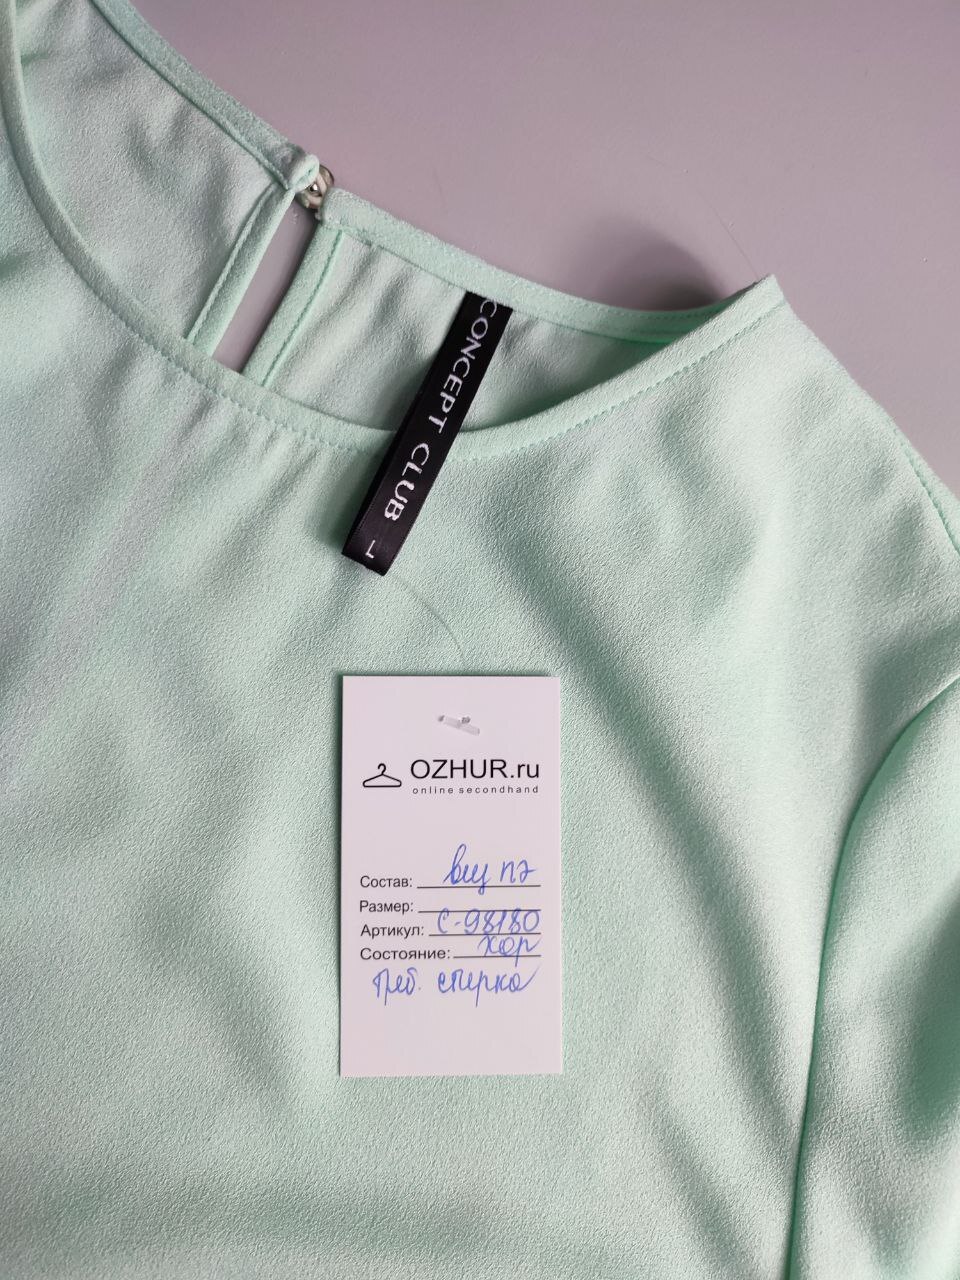 CONCEPT CLUB
L
OZHUR.ru
online secondhand
Состав: виц пэ
Размер:
Артикул: С-98180
Состояние: хор
треб. стирка